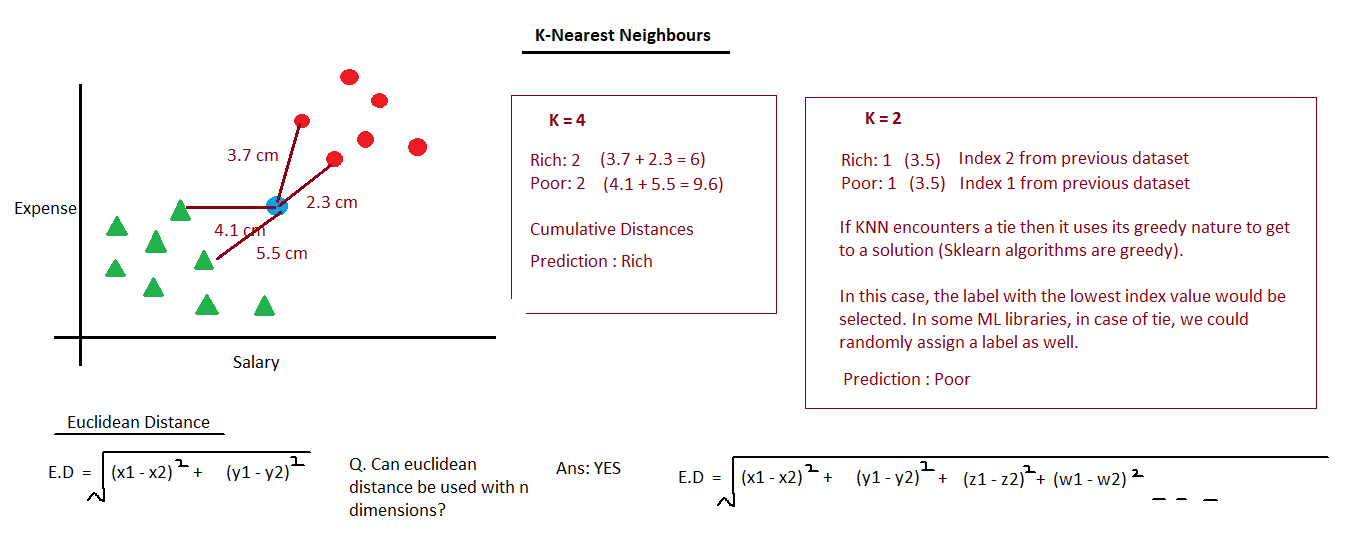 K-Nearest Neighbours
3.7 cm
2.3 cm
Expense
4.1 cm
5.5 cm
Salary
K = 4
Rich: 2 (3.7 + 2.3 = 6)
Poor: 2 (4.1 + 5.5 = 9.6)
Cumulative Distances
Prediction : Rich
K = 2
Rich: 1 (3.5) Index 2 from previous dataset
Poor: 1 (3.5) Index 1 from previous dataset
If KNN encounters a tie then it uses its greedy nature to get
to a solution (Sklearn algorithms are greedy).
In this case, the label with the lowest index value would be
selected. In some ML libraries, in case of tie, we could
randomly assign a label as well.
Prediction : Poor
Euclidean Distance
E.D = √(x1 - x2)² + (y1 - y2)²
Q. Can euclidean
distance be used with n
dimensions?
Ans: YES
E.D = √(x1 - x2)² + (y1 - y2)² + (z1 - z2)² + (w1 - w2)² _ _ _